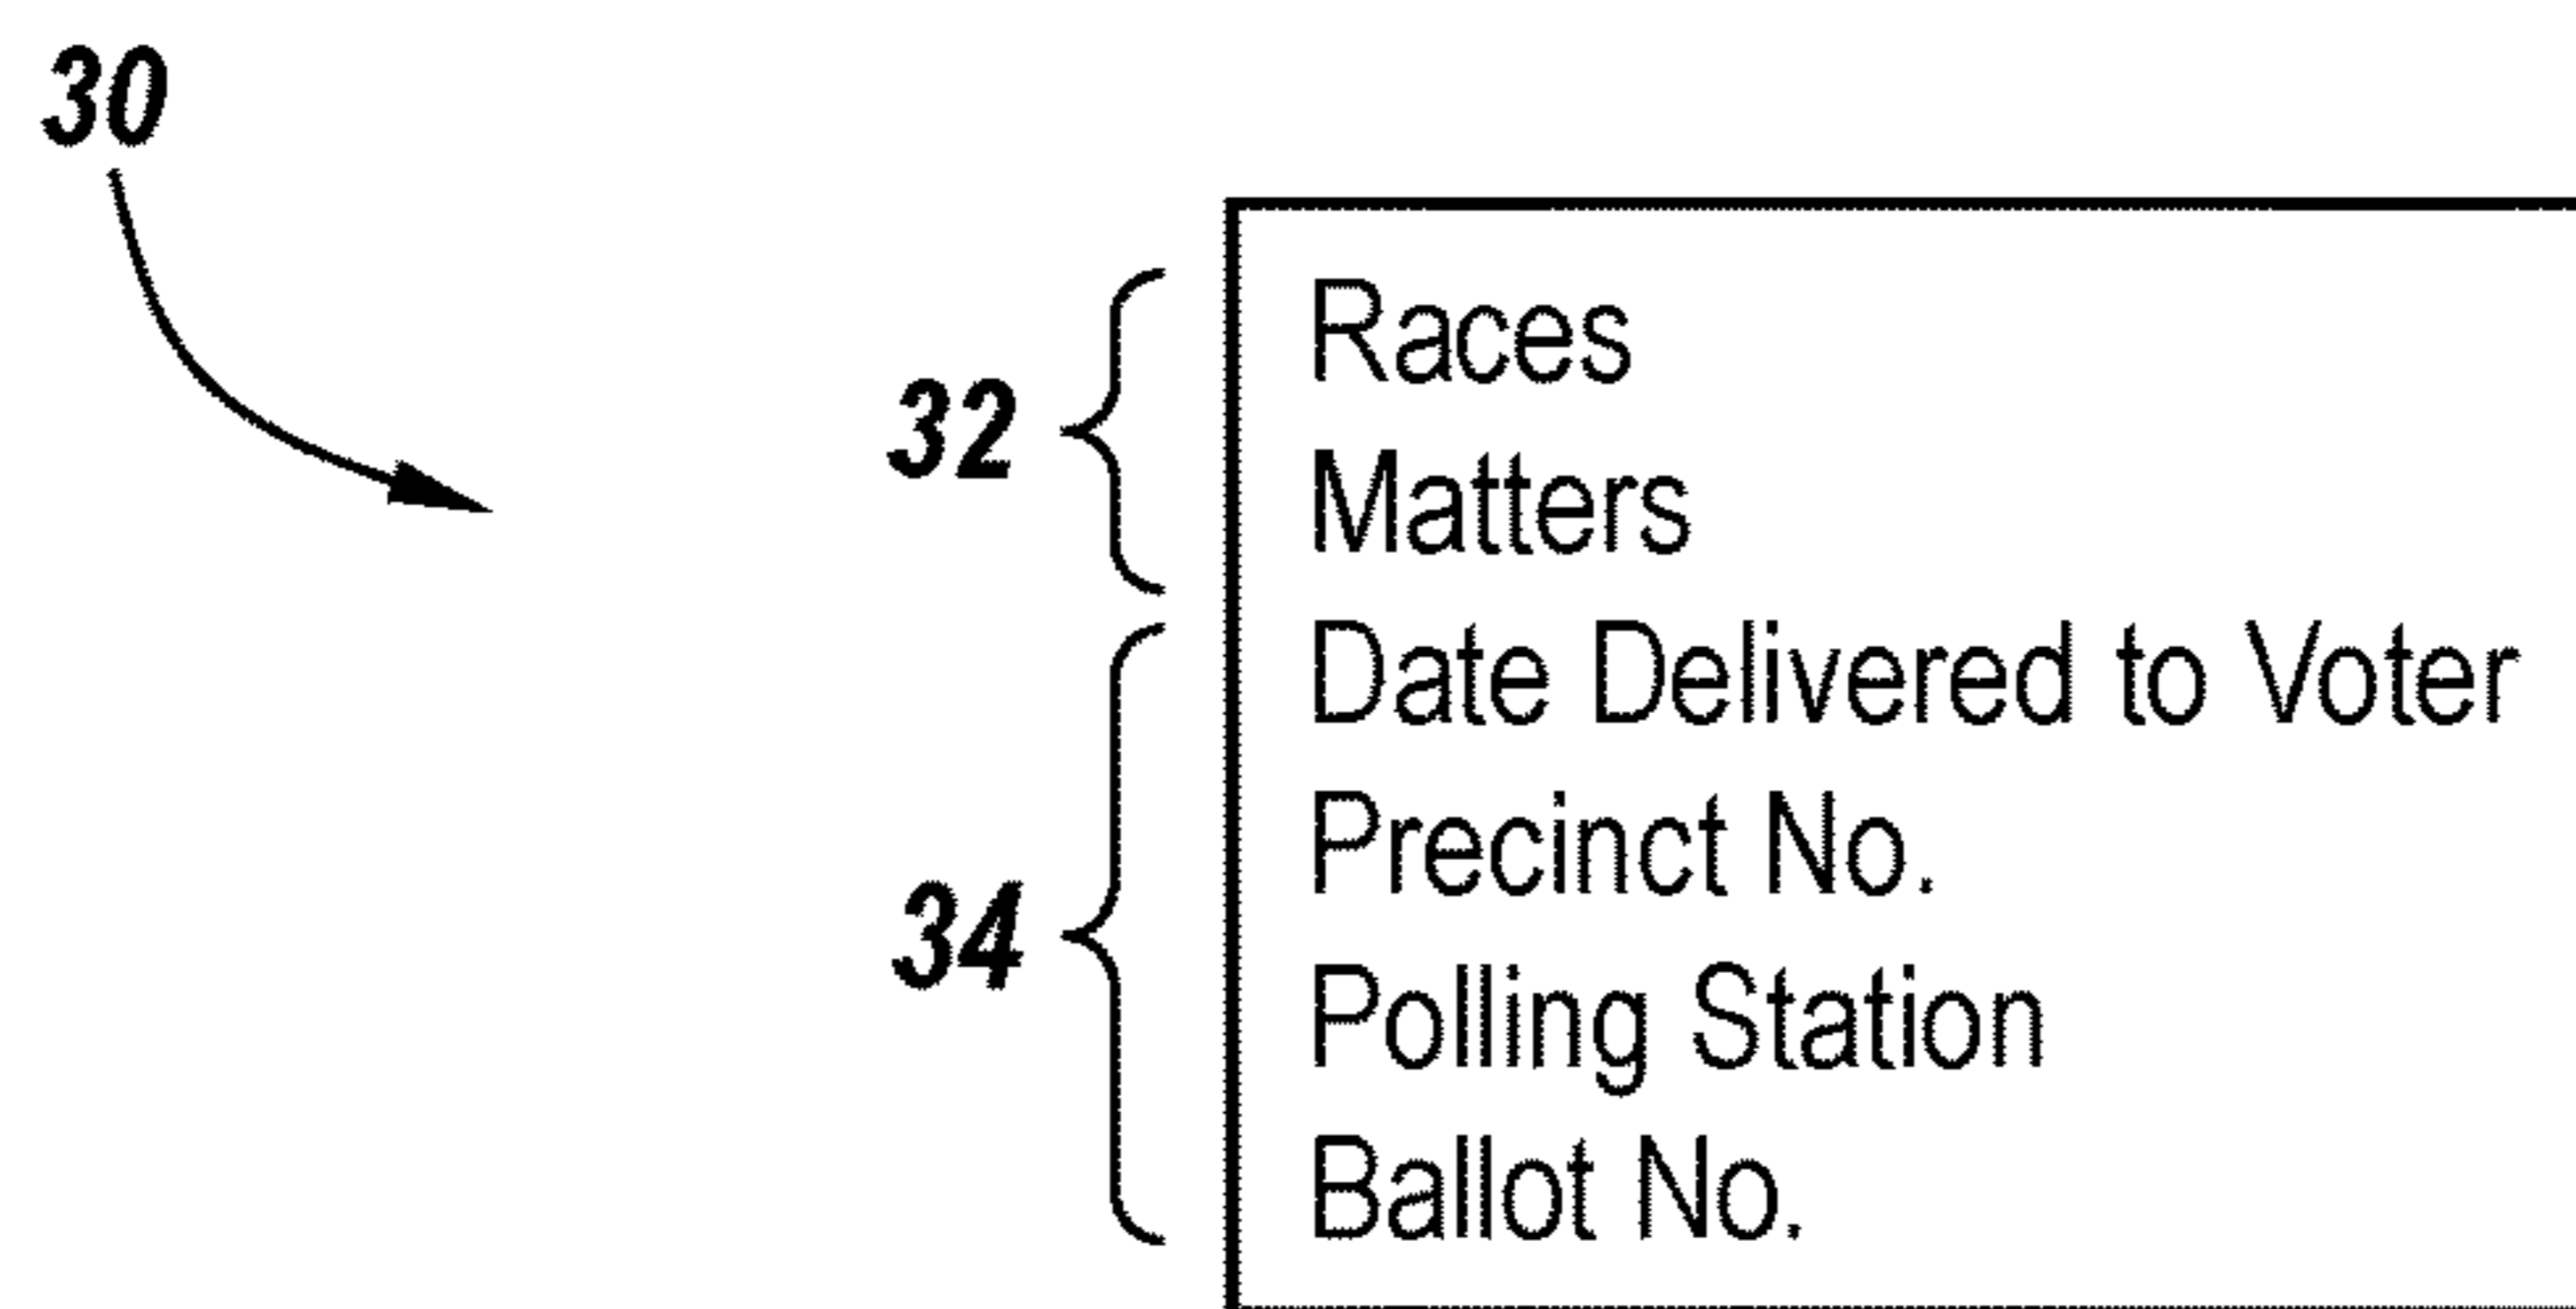 30
32
Races
Matters
34
Date Delivered to Voter
Precinct No.
Polling Station
Ballot No.